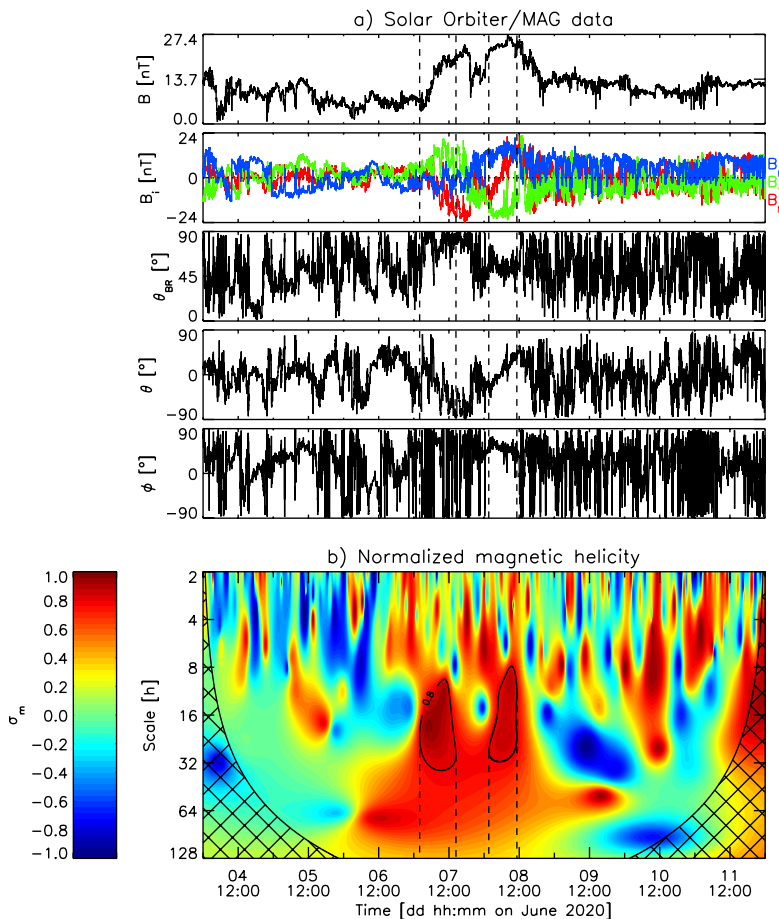 a) Solar Orbiter/MAG data
27.4
13.7
0.0
B [nT]
24
0
−24
B_i [nT]
90
45
0
θ_BR [°]
90
0
−90
θ [°]
90
0
−90
ϕ [°]
b) Normalized magnetic helicity
1.0
0.8
0.6
0.4
0.2
0.0
−0.2
−0.4
−0.6
−0.8
−1.0
σ_m
2
4
8
16
32
64
128
Scale [h]
0.8
04 05 06 07 08 09 10 11
12:00 12:00 12:00 12:00 12:00 12:00 12:00 12:00
Time [dd hh:mm on June 2020]